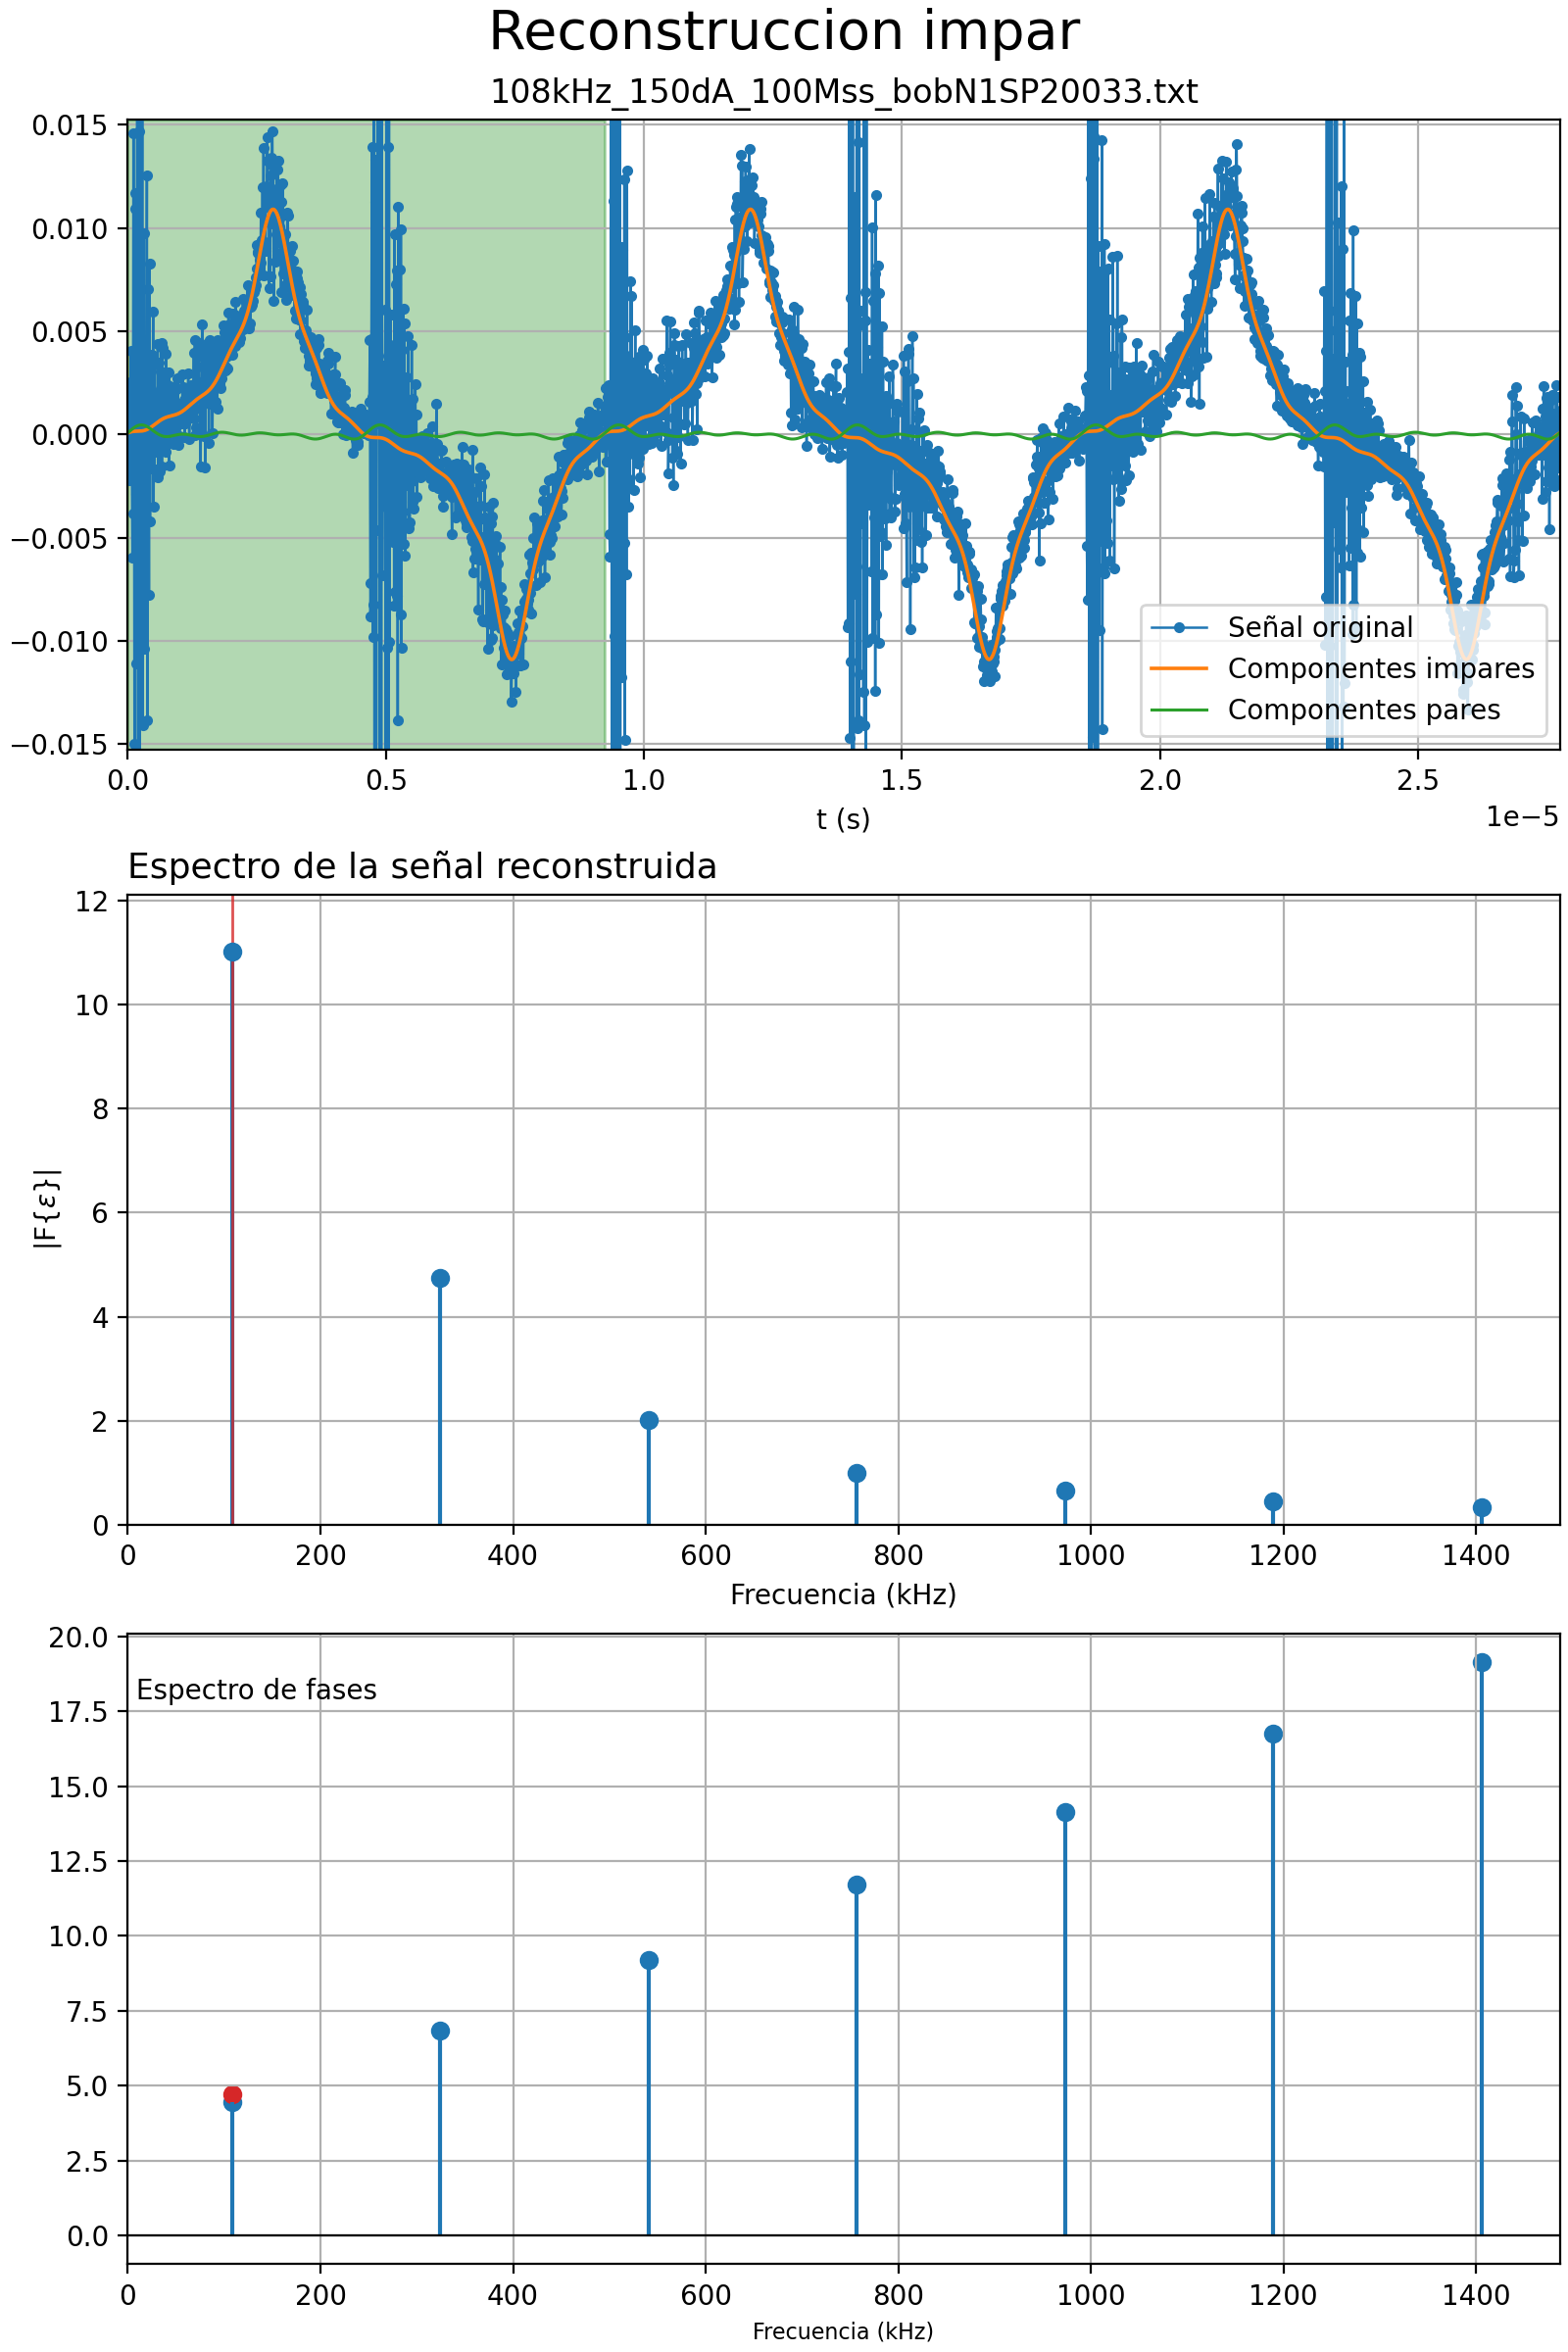 Reconstruccion impar
108kHz_150dA_100Mss_bobN1SP20033.txt
0.015
0.010
0.005
0.000
−0.005
−0.010
−0.015
Señal original
Componentes impares
Componentes pares
0.0 0.5 1.0 1.5 2.0 2.5
t (s)
1e−5
Espectro de la señal reconstruida
12
10
8
6
4
2
0
|F{ε}|
0 200 400 600 800 1000 1200 1400
Frecuencia (kHz)
20.0
Espectro de fases
17.5
15.0
12.5
10.0
7.5
5.0
2.5
0.0
0 200 400 600 800 1000 1200 1400
Frecuencia (kHz)